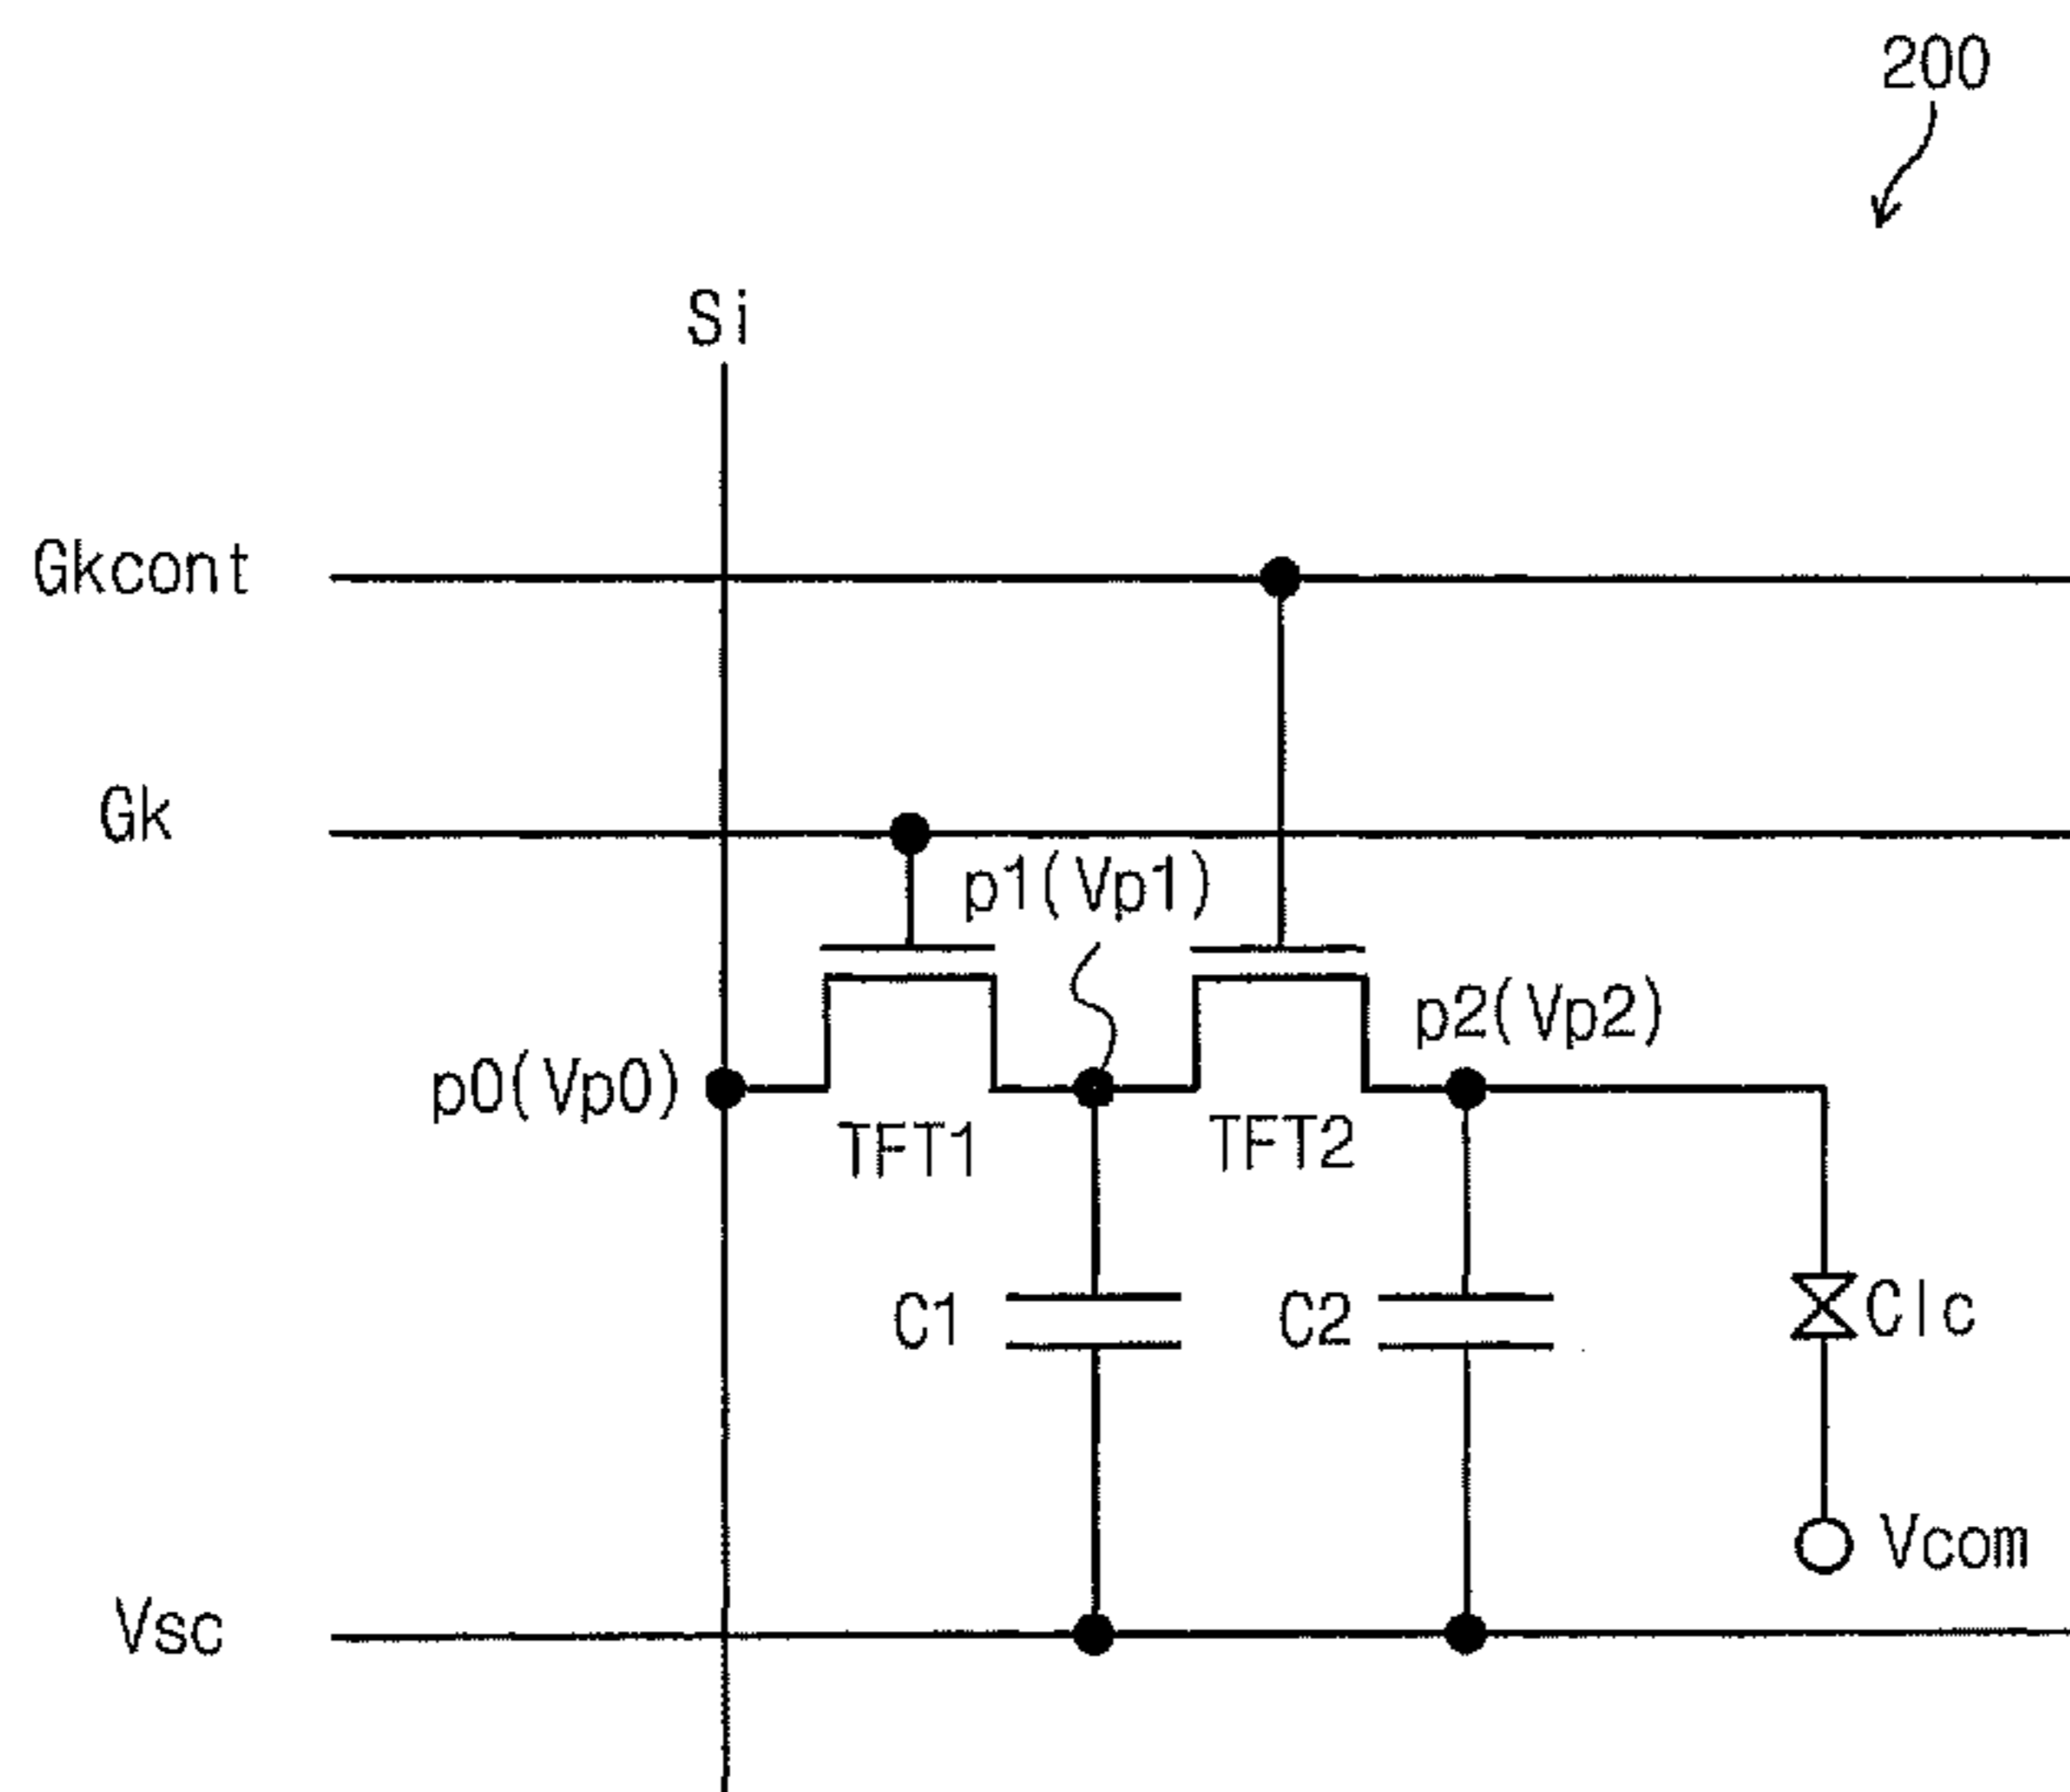 200
Si
Gkcont
Gk
p1(Vp1)
p2(Vp2)
p0(Vp0)
TFT1
TFT2
C1
C2
Clc
Vcom
Vsc